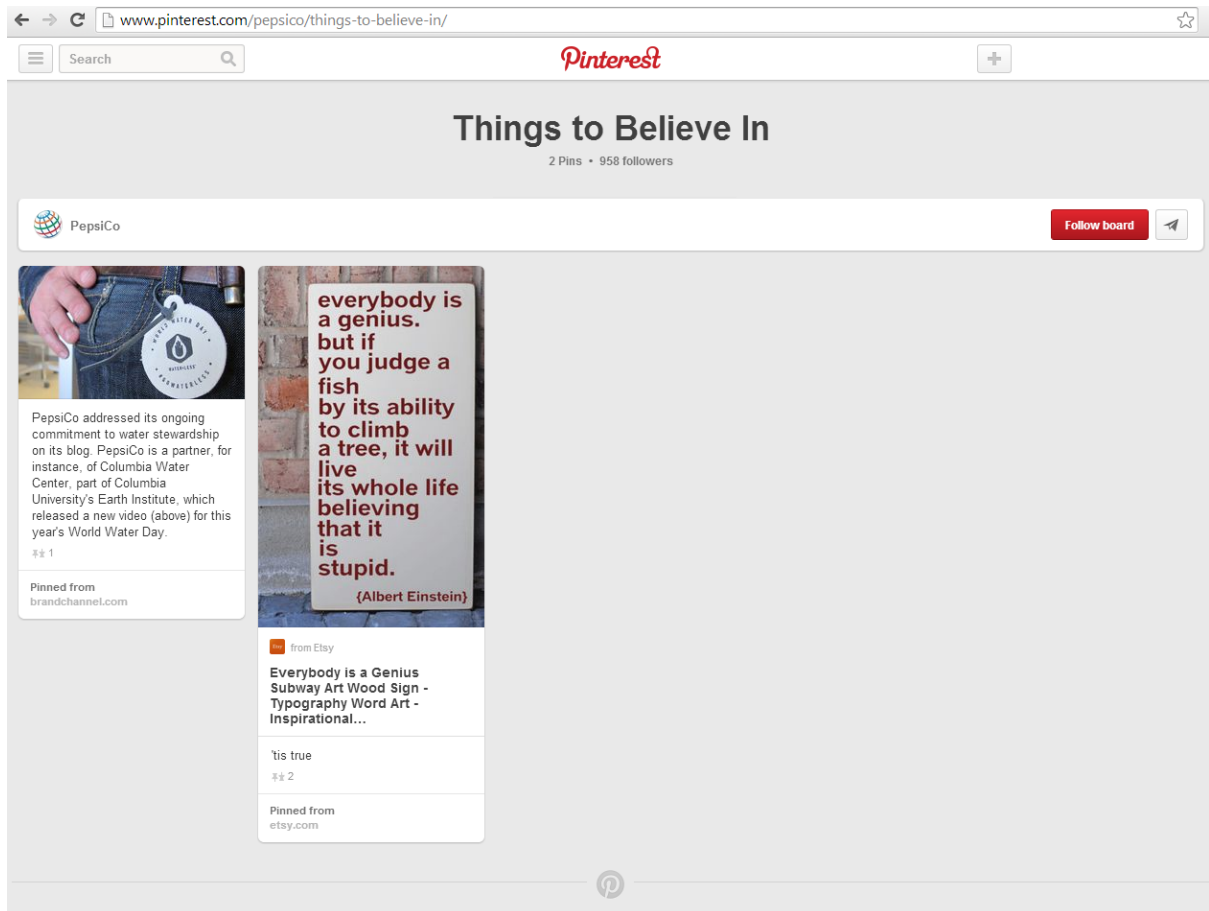 www.pinterest.com/pepsico/things-to-believe-in/
Search
Pinterest
Things to Believe In
2 Pins • 958 followers
PepsiCo
Follow board
WORLD WATER DAY
WATERLESS
PepsiCo addressed its ongoing
commitment to water stewardship
on its blog. PepsiCo is a partner, for
instance, of Columbia Water
Center, part of Columbia
University's Earth Institute, which
released a new video (above) for this
year's World Water Day.
1
Pinned from
brandchannel.com
everybody is
a genius.
but if
you judge a
fish
by its ability
to climb
a tree, it will
live
its whole life
believing
that it
is
stupid.
{Albert Einstein}
from Etsy
Everybody is a Genius
Subway Art Wood Sign -
Typography Word Art -
Inspirational...
'tis true
2
Pinned from
etsy.com